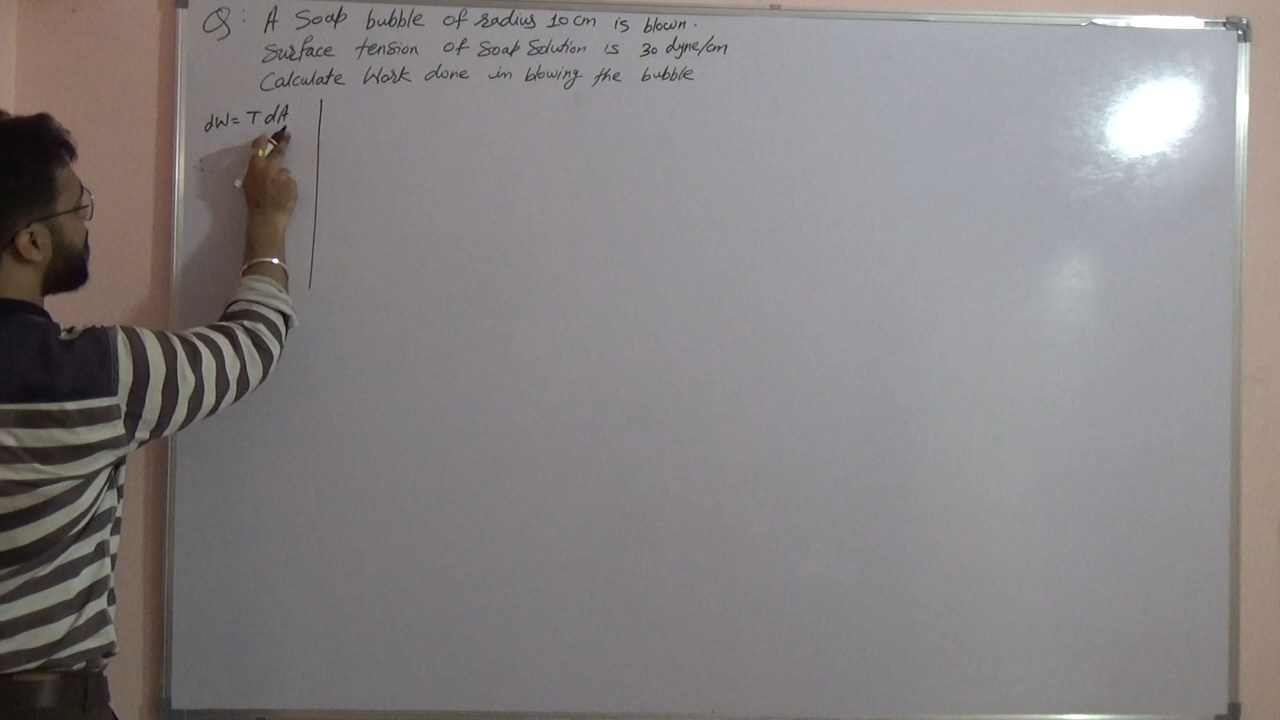 Q: A Soap bubble of radius 10 cm is blown.
Surface tension of Soap Solution is 30 dyne/cm
Calculate Work done in blowing the bubble
dW = T dA